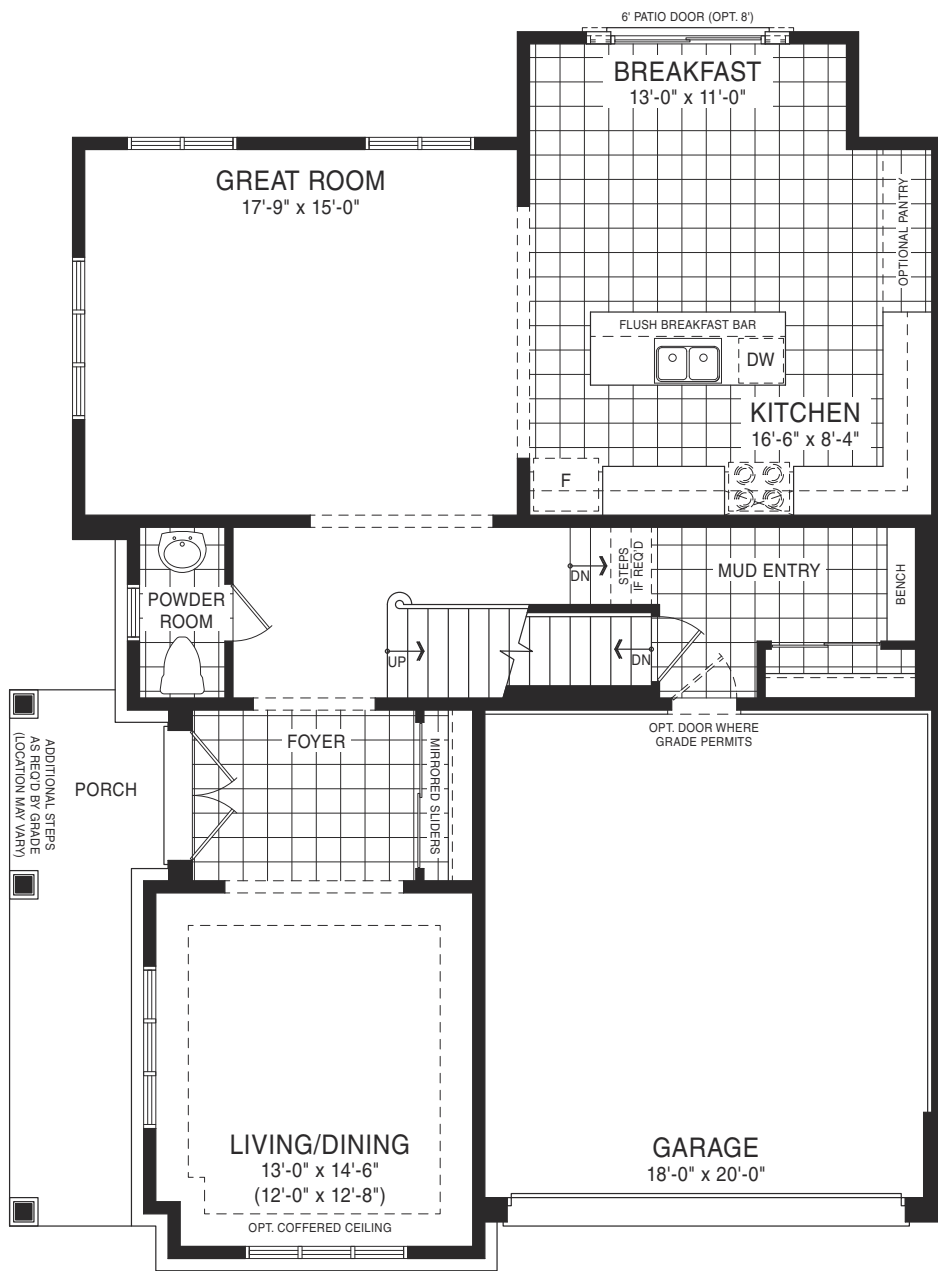 6' PATIO DOOR (OPT. 8')
BREAKFAST
13'-0" x 11'-0"
GREAT ROOM
17'-9" x 15'-0"
OPTIONAL PANTRY
FLUSH BREAKFAST BAR
DW
KITCHEN
16'-6" x 8'-4"
F
POWDER
ROOM
DN
STEPS
IF REQ'D
MUD ENTRY
BENCH
UP
DN
FOYER
MIRRORED SLIDERS
OPT. DOOR WHERE
GRADE PERMITS
ADDITIONAL STEPS
AS REQ'D BY GRADE
(LOCATION MAY VARY)
PORCH
LIVING/DINING
13'-0" x 14'-6"
(12'-0" x 12'-8")
OPT. COFFERED CEILING
GARAGE
18'-0" x 20'-0"